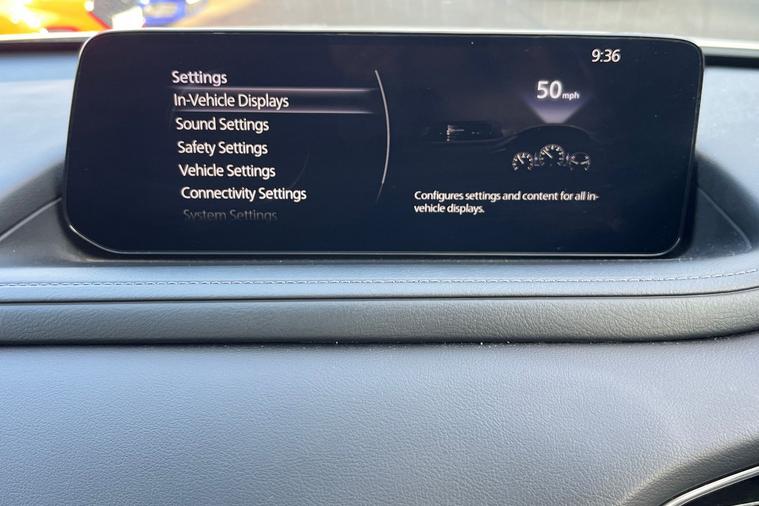 9:36
Settings
In-Vehicle Displays
Sound Settings
Safety Settings
Vehicle Settings
Connectivity Settings
System Settings
50 mph
Configures settings and content for all in-
vehicle displays.